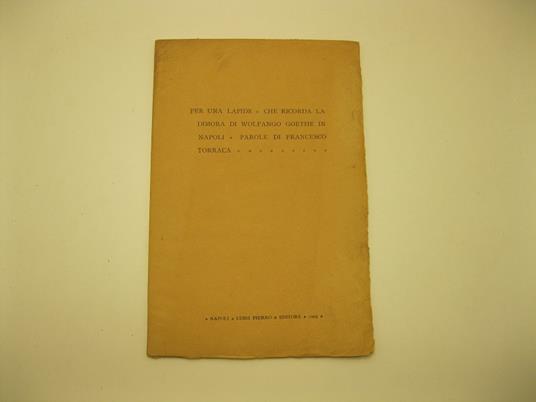 PER UNA LAPIDE * CHE RICORDA LA
DIMORA DI WOLFANGO GOETHE IN
NAPOLI * PAROLE DI FRANCESCO
TORRACA * * * * * * * * *
* NAPOLI * LUIGI PIERRO * EDITORE *